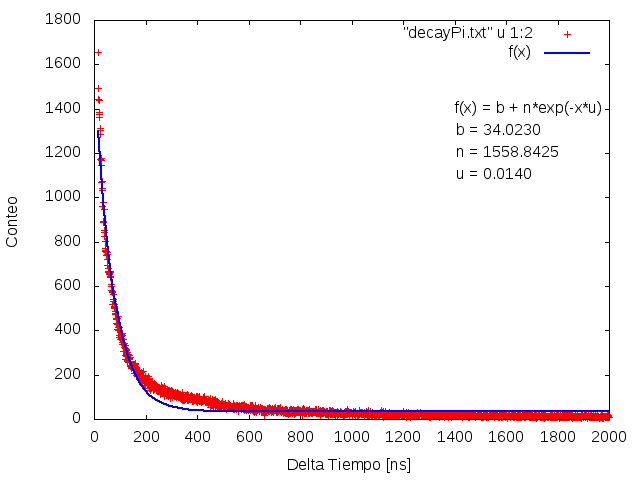 "decayPi.txt" u 1:2
f(x)
f(x) = b + n*exp(-x*u)
b = 34.0230
n = 1558.8425
u = 0.0140
1800
1600
1400
1200
1000
800
600
400
200
0
Conteo
0 200 400 600 800 1000 1200 1400 1600 1800 2000
Delta Tiempo [ns]